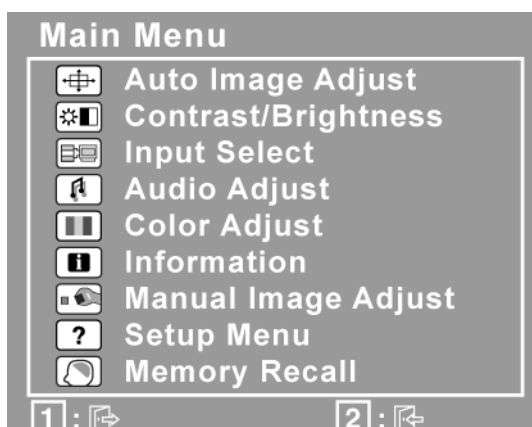 Main Menu
Auto Image Adjust
Contrast/Brightness
Input Select
Audio Adjust
Color Adjust
i Information
Manual Image Adjust
? Setup Menu
Memory Recall
1 : 2 :